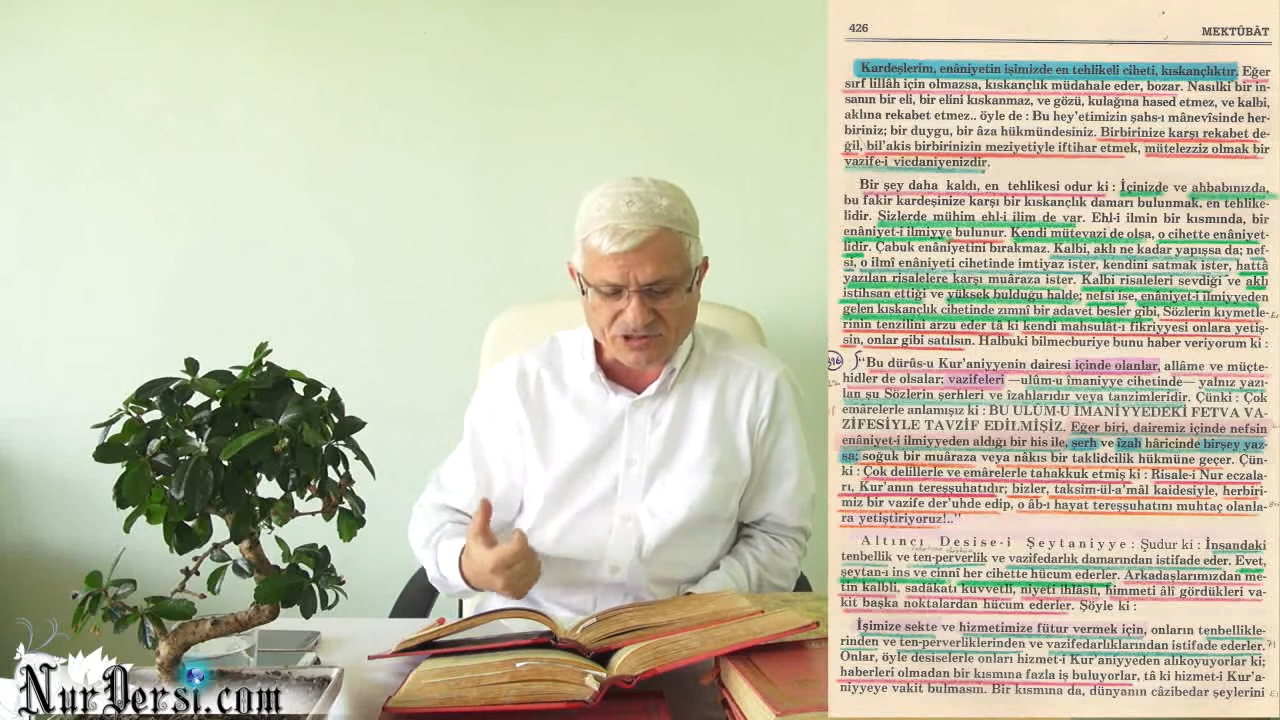 426 MEKTÛBÂT
Kardeşlerim, enâniyetin işimizde en tehlikeli ciheti, kıskançlıktır. Eğer
sırf lillâh için olmazsa, kıskançlık müdahale eder, bozar. Nasılki bir in-
sanın bir eli, bir elini kıskanmaz, ve gözü, kulağına hased etmez, ve kalbi,
aklına rekabet etmez.. öyle de : Bu hey'etimizin şahs-ı mânevîsinde her-
biriniz; bir duygu, bir âza hükmündesiniz. Birbirinize karşı rekabet de-
ğil, bil'akis birbirinizin meziyetiyle iftihar etmek, mütelezziz olmak bir
vazife-i vicdaniyenizdir.
Bir şey daha kaldı, en tehlikesi odur ki : İçinizde ve ahbabınızda,
bu fakir kardeşinize karşı bir kıskançlık damarı bulunmak, en tehlike-
lidir. Sizlerde mühim ehl-i ilim de var. Ehl-i ilmin bir kısmında, bir
enâniyet-i ilmiyye bulunur. Kendi mütevazi de olsa, o cihette enâniyet-
lidir. Çabuk enâniyetini bırakmaz. Kalbi, aklı ne kadar yapışsa da; nef-
si, o ilmî enâniyeti cihetinde imtiyaz ister, kendini satmak ister, hattâ
yazılan risalelere karşı muâraza ister. Kalbi risaleleri sevdiği ve aklı
istihsan ettiği ve yüksek bulduğu halde; nefsi ise, enâniyet-i ilmiyyeden
gelen kıskançlık cihetinde zımnî bir adavet besler gibi, Sözlerin kıymetle-
rinin tenzilini arzu eder tâ ki kendi mahsulât-ı fikriyyesi onlara yetiş-
sin, onlar gibi satılsın. Halbuki bilmecburiye bunu haber veriyorum ki :
"Bu dürûs-u Kur'aniyyenin dairesi içinde olanlar, allâme ve müçte-
hidler de olsalar; vazifeleri —ulûm-u îmaniyye cihetinde— yalnız yazı-
lan şu Sözlerin şerhleri ve îzahlarıdır veya tanzimleridir. Çünki : Çok
emârelerle anlamışız ki : BU ULÛM-U İMANİYYEDEKİ FETVA VA-
ZİFESİYLE TAVZİF EDİLMİŞİZ. Eğer biri, dairemiz içinde nefsin
enâniyet-i ilmiyyeden aldığı bir his ile, şerh ve îzah hâricinde birşey yaz-
sa; soğuk bir muâraza veya nâkıs bir taklidcilik hükmüne geçer. Çün-
ki : Çok delillerle ve emârelerle tahakkuk etmiş ki : Risale-i Nur eczala-
rı, Kur'anın tereşşuhatıdır; bizler, taksim-ül-a'mâl kaidesiyle, herbiri-
miz bir vazife der'uhde edip, o âb-ı hayat tereşşuhatını muhtaç olanla-
ra yetiştiriyoruz!.."
Altıncı Desise-i Şeytaniyye : Şudur ki : İnsandaki
tenbellik ve ten-perverlik ve vazifedarlık damarından istifade eder. Evet,
şeytan-ı ins ve cinnî her cihette hücum ederler. Arkadaşlarımızdan me-
tin kalbli, sadâkatı kuvvetli, niyeti ihlâslı, himmeti âlî gördükleri va-
kit başka noktalardan hücum ederler. Şöyle ki :
İşimize sekte ve hizmetimize fütur vermek için, onların tenbellikle-
rinden ve ten-perverliklerinden ve vazifedarlıklarından istifade ederler.
Onlar, öyle desiselerle onları hizmet-i Kur'aniyyeden alıkoyuyorlar ki;
haberleri olmadan bir kısmına fazla iş buluyorlar, tâ ki hizmet-i Kur'a-
niyyeye vakit bulmasın. Bir kısmına da, dünyanın câzibedar şeylerini
NurDersi.com